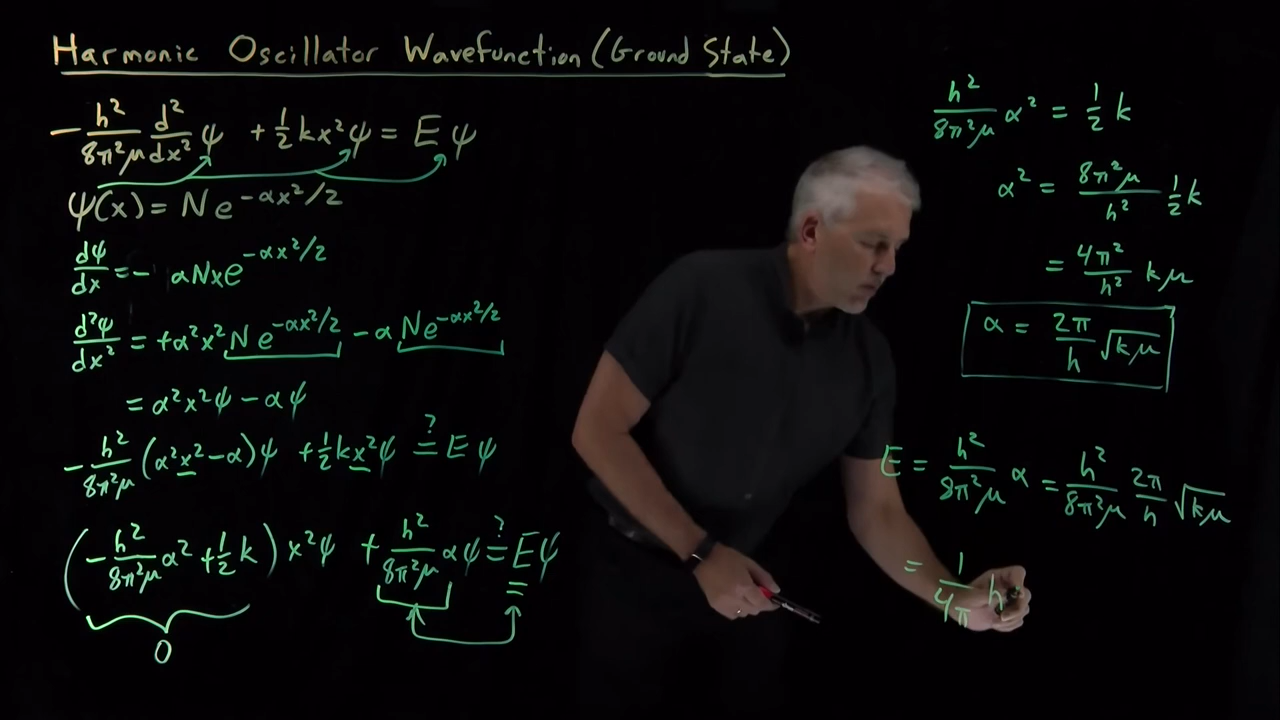 Harmonic Oscillator Wavefunction (Ground State)
-h²/8π²μ d²/dx² ψ + ½kx²ψ = Eψ
ψ(x) = Ne^(-αx²/2)
dψ/dx = - αNxe^(-αx²/2)
d²ψ/dx² = +α²x²Ne^(-αx²/2) - αNe^(-αx²/2)
= α²x²ψ - αψ
-h²/8π²μ (α²x² - α)ψ + ½kx²ψ ?= Eψ
(-h²/8π²μ α² + ½k) x²ψ + h²/8π²μ αψ ?= Eψ
0
h²/8π²μ α² = ½k
α² = 8π²μ/h² ½k
= 4π²/h² kμ
α = 2π/h √kμ
E = h²/8π²μ α = h²/8π²μ 2π/h √kμ
= 1/4π h